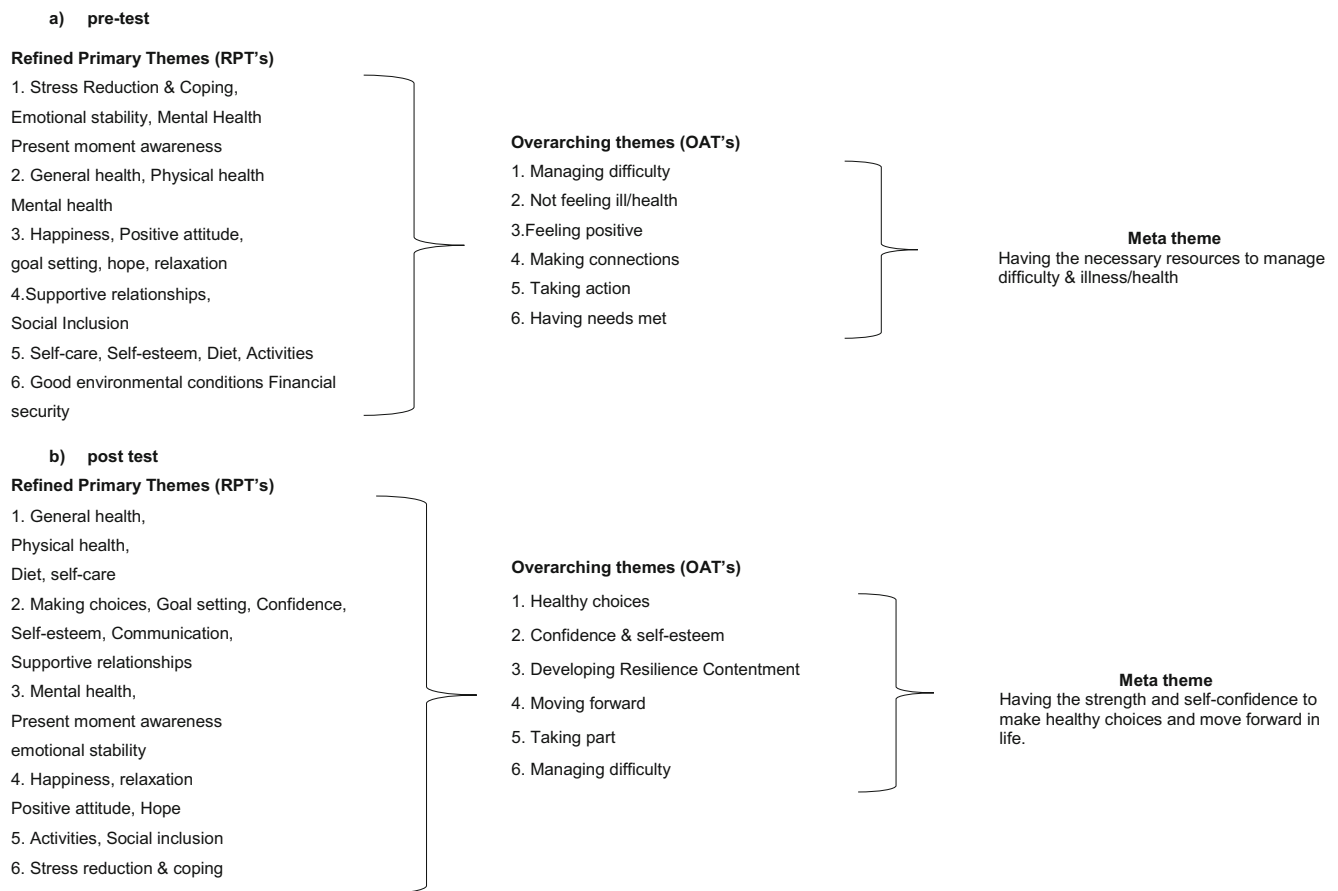 a) pre-test
Refined Primary Themes (RPT's)
1. Stress Reduction & Coping,
Emotional stability, Mental Health
Present moment awareness
2. General health, Physical health
Mental health
3. Happiness, Positive attitude,
goal setting, hope, relaxation
4.Supportive relationships,
Social Inclusion
5. Self-care, Self-esteem, Diet, Activities
6. Good environmental conditions Financial
security
Overarching themes (OAT's)
1. Managing difficulty
2. Not feeling ill/health
3.Feeling positive
4. Making connections
5. Taking action
6. Having needs met
Meta theme
Having the necessary resources to manage
difficulty & illness/health
b) post test
Refined Primary Themes (RPT's)
1. General health,
Physical health,
Diet, self-care
2. Making choices, Goal setting, Confidence,
Self-esteem, Communication,
Supportive relationships
3. Mental health,
Present moment awareness
emotional stability
4. Happiness, relaxation
Positive attitude, Hope
5. Activities, Social inclusion
6. Stress reduction & coping
Overarching themes (OAT's)
1. Healthy choices
2. Confidence & self-esteem
3. Developing Resilience Contentment
4. Moving forward
5. Taking part
6. Managing difficulty
Meta theme
Having the strength and self-confidence to
make healthy choices and move forward in
life.